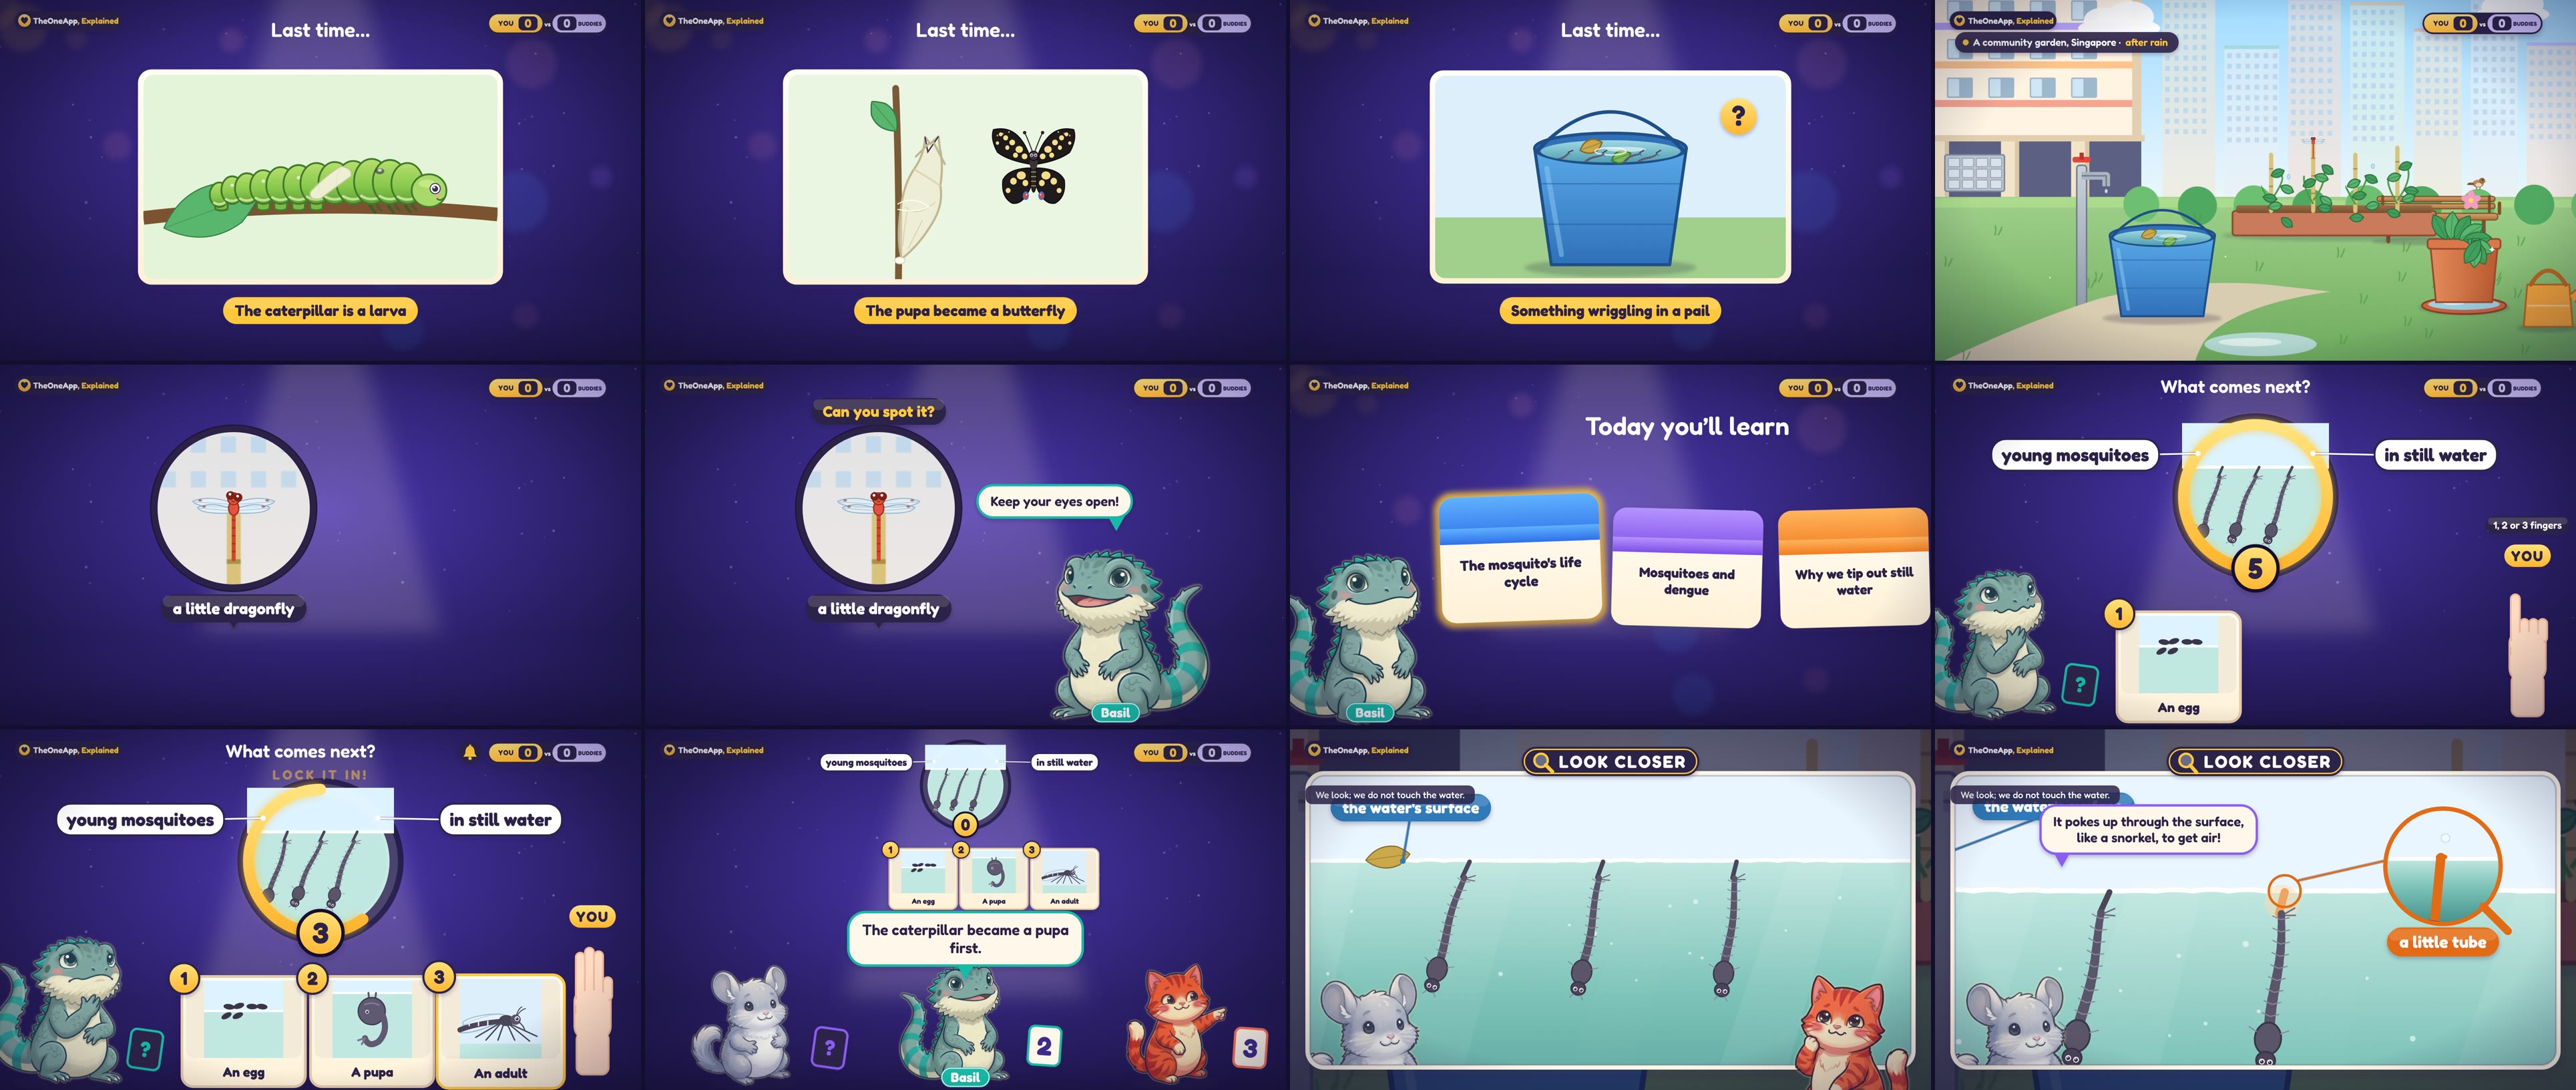 TheOneApp, Explained
Last time...
YOU 0 vs 0 BUDDIES
The caterpillar is a larva
TheOneApp, Explained
Last time...
YOU 0 vs 0 BUDDIES
The pupa became a butterfly
TheOneApp, Explained
Last time...
YOU 0 vs 0 BUDDIES
?
Something wriggling in a pail
TheOneApp, Explained
YOU 0 vs 0 BUDDIES
A community garden, Singapore · after rain
TheOneApp, Explained
YOU 0 vs 0 BUDDIES
a little dragonfly
TheOneApp, Explained
YOU 0 vs 0 BUDDIES
Can you spot it?
Keep your eyes open!
a little dragonfly
Basil
TheOneApp, Explained
YOU 0 vs 0 BUDDIES
Today you'll learn
The mosquito's life
cycle
Mosquitoes and
dengue
Why we tip out still
water
Basil
TheOneApp, Explained
What comes next?
YOU 0 vs 0 BUDDIES
young mosquitoes
in still water
1, 2 or 3 fingers
YOU
5
1
?
An egg
TheOneApp, Explained
What comes next?
YOU 0 vs 0 BUDDIES
LOCK IT IN!
young mosquitoes
in still water
YOU
3
1
2
3
?
An egg
A pupa
An adult
TheOneApp, Explained
YOU 0 vs 0 BUDDIES
young mosquitoes
in still water
0
1
2
3
An egg
A pupa
An adult
The caterpillar became a pupa
first.
?
2
3
Basil
TheOneApp, Explained
LOOK CLOSER
We look; we do not touch the water.
the water's surface
TheOneApp, Explained
LOOK CLOSER
We look; we do not touch the water.
the wate
It pokes up through the surface,
like a snorkel, to get air!
a little tube